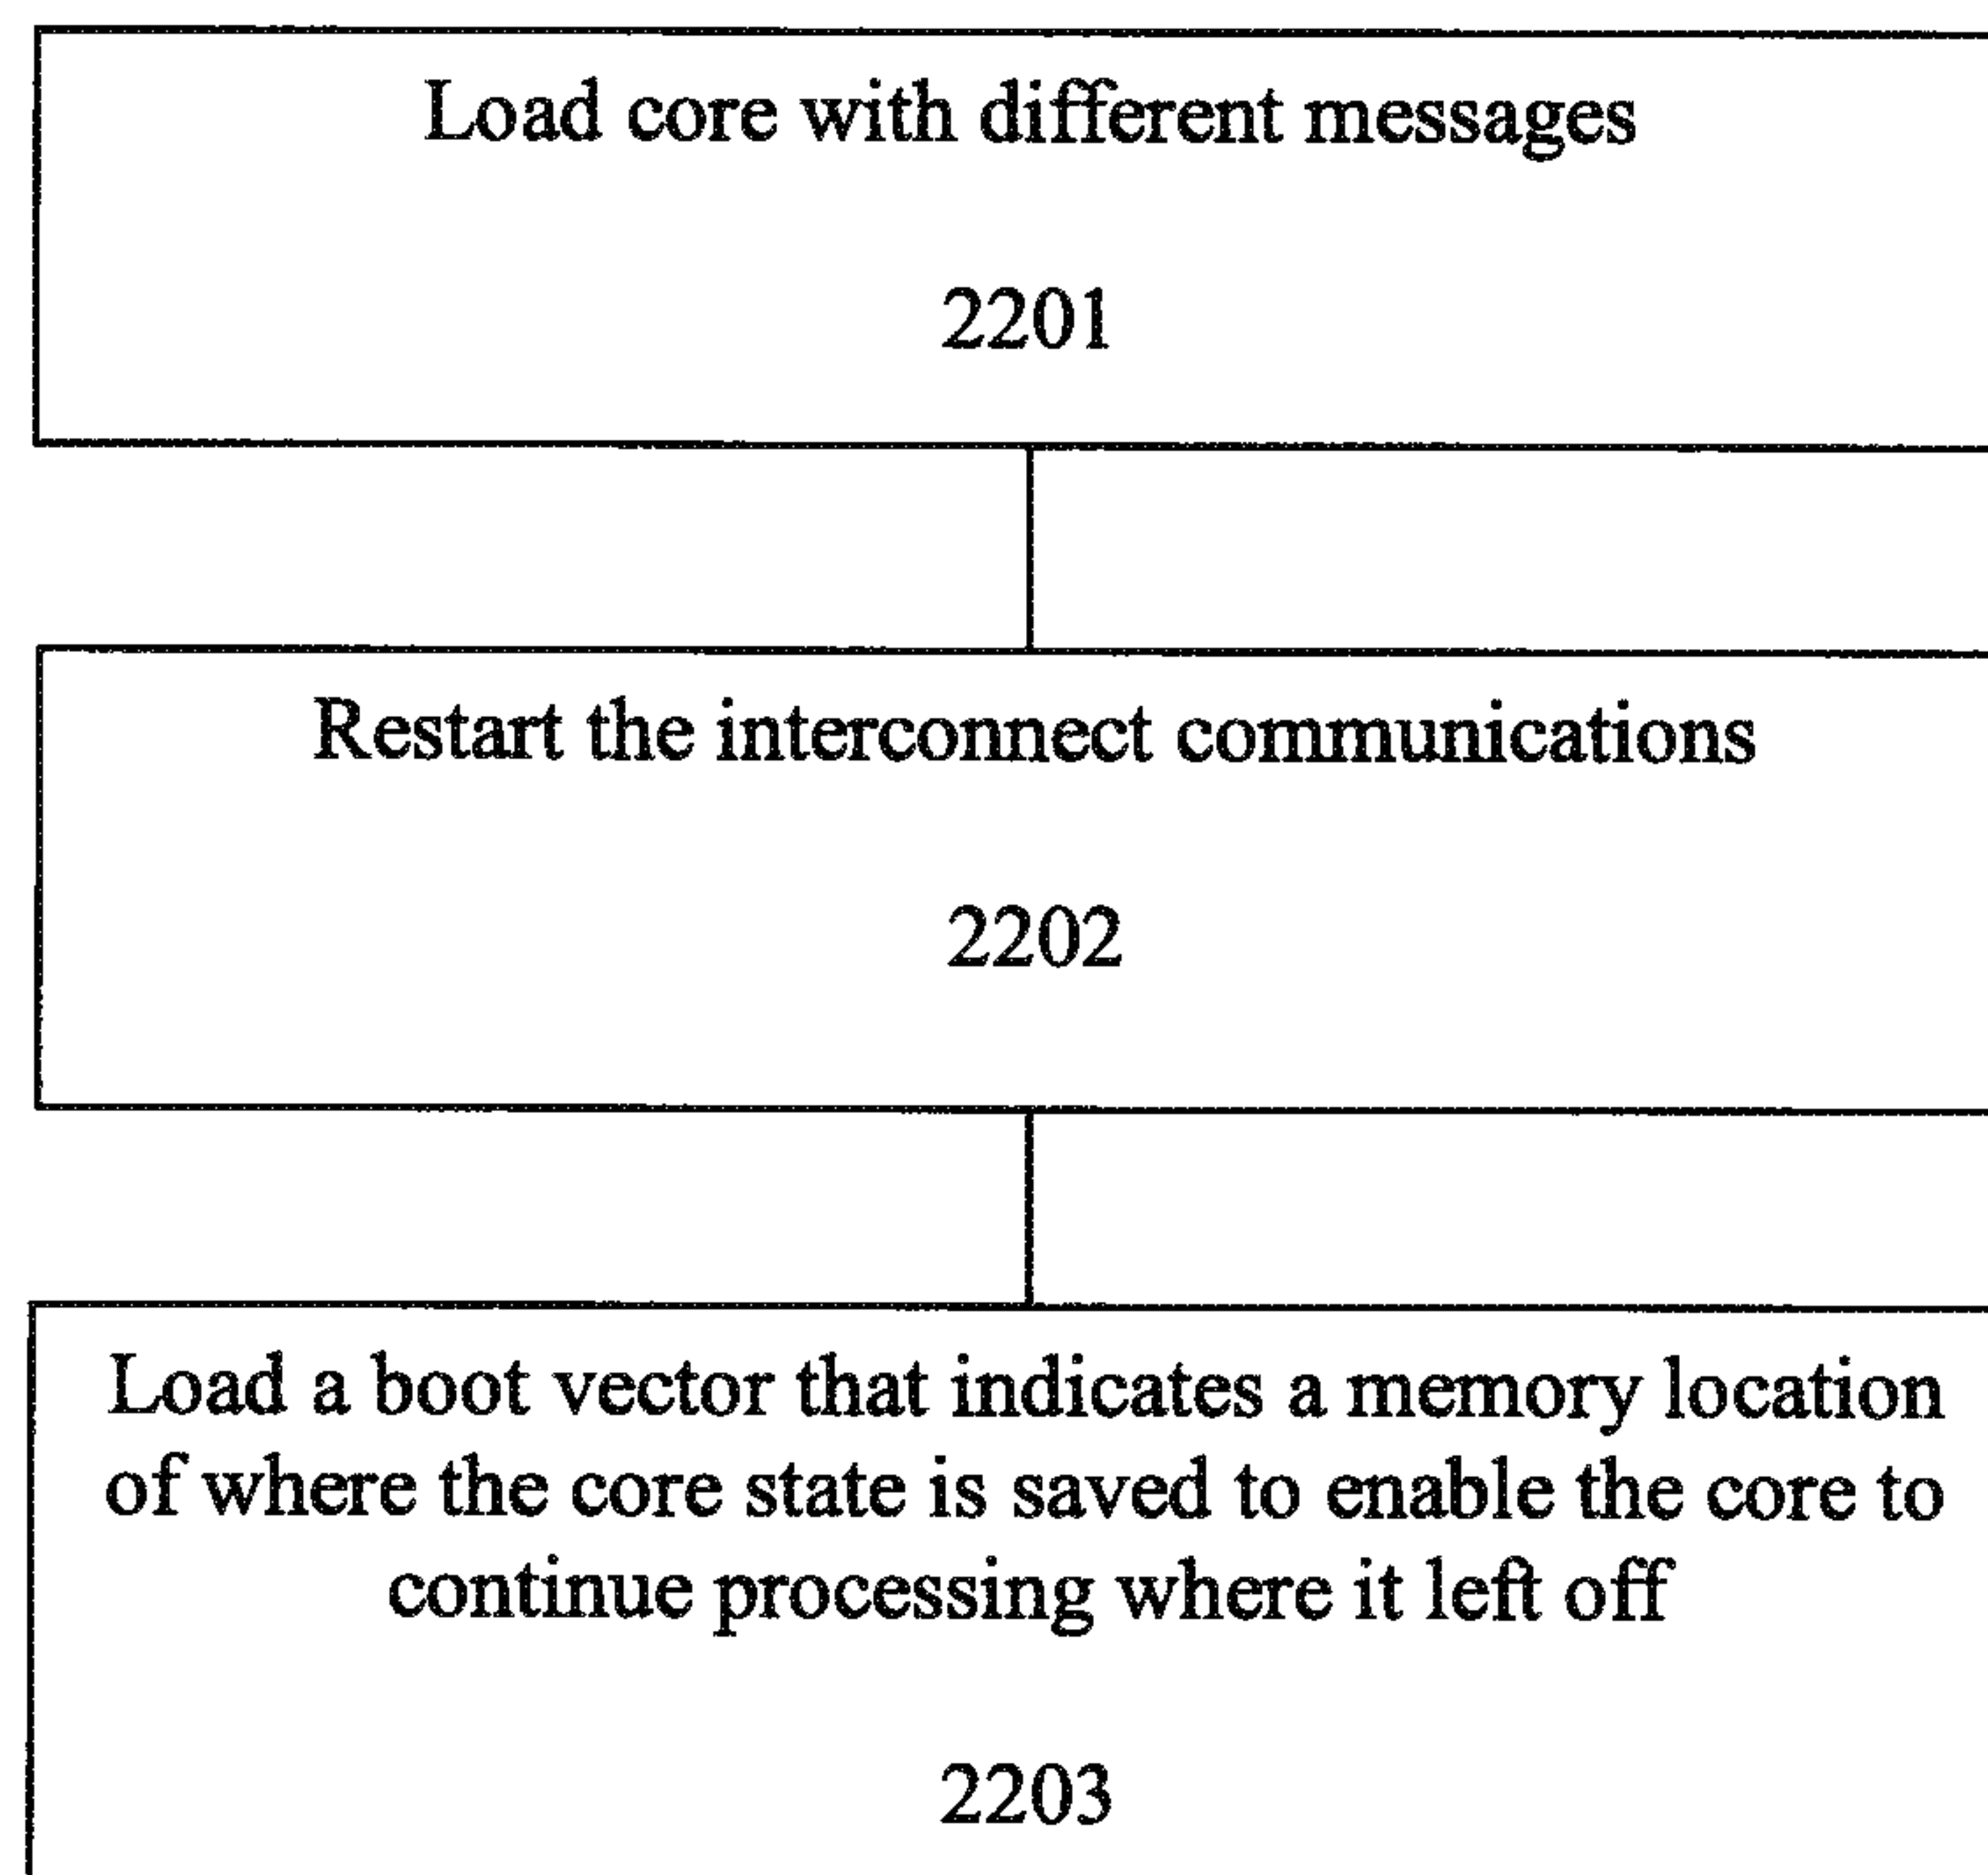 Load core with different messages
2201
Restart the interconnect communications
2202
Load a boot vector that indicates a memory location
of where the core state is saved to enable the core to
continue processing where it left off
2203